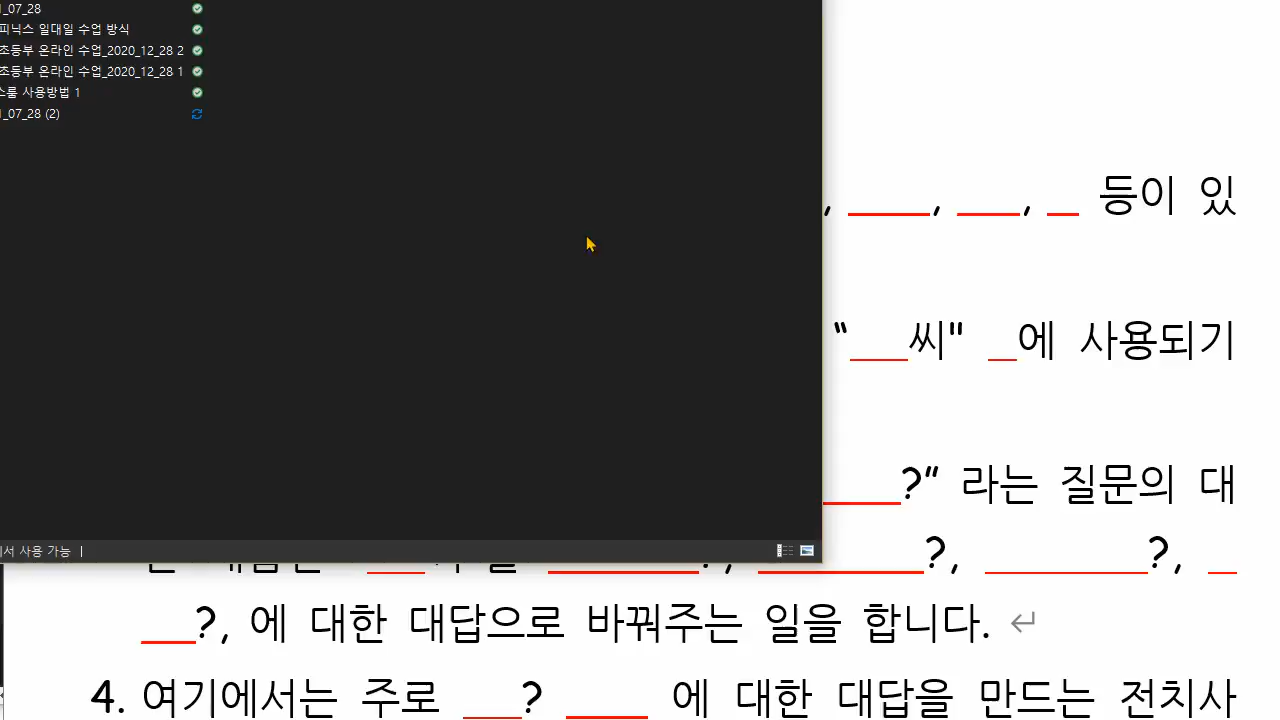 _07_28
피닉스 일대일 수업 방식
초등부 온라인 수업_2020_12_28 2
초등부 온라인 수업_2020_12_28 1
스룸 사용방법 1
_07_28 (2)
, ___, ___, __ 등이 있
“___씨" __에 사용되기
____?” 라는 질문의 대
___ ____?, ____?, ____?, __
___?, 에 대한 대답으로 바꿔주는 일을 합니다. ↵
서 사용 가능
4. 여기에서는 주로 ___? ____ 에 대한 대답을 만드는 전치사